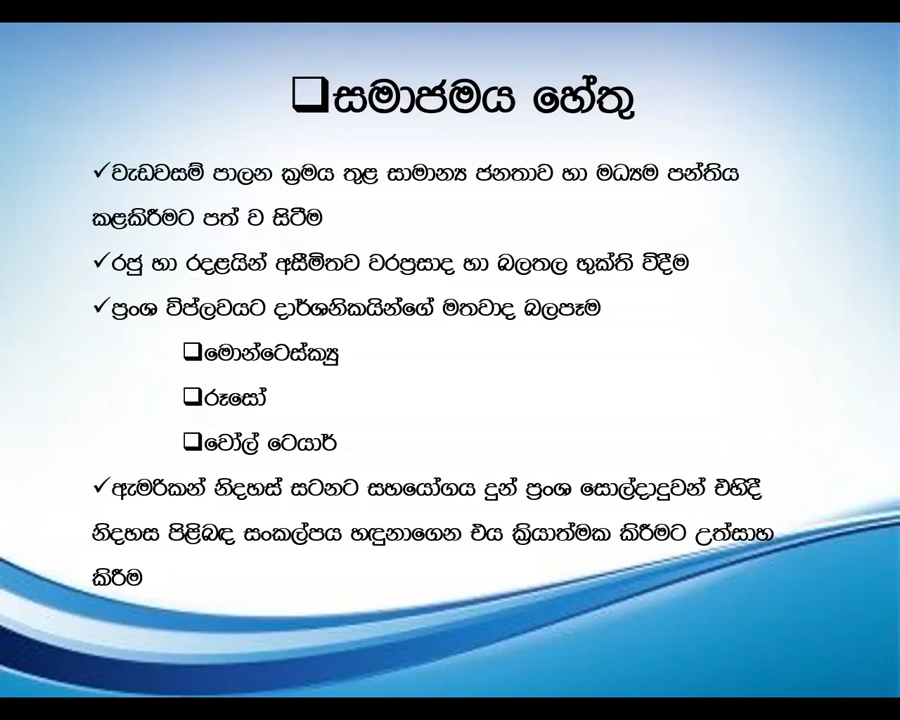 ❑සමාජමය හේතු
✓වැඩවසම් පාලන ක්‍රමය තුළ සාමාන්‍ය ජනතාව හා මධ්‍යම පන්තිය
කළකිරීමට පත් ව සිටීම
✓රජු හා රදළයින් අසීමිතව වරප්‍රසාද හා බලතල භුක්ති විදීම
✓ප්‍රංශ විප්ලවයට දාර්ශනිකයින්ගේ මතවාද බලපෑම
❑මොන්ටෙස්ක්‍යු
❑රූසෝ
❑වෝල් ටෙයාර්
✓ඇමරිකන් නිදහස් සටනට සහයෝගය දුන් ප්‍රංශ සොල්දාදුවන් එහිදී
නිදහස පිළිබඳ සංකල්පය හඳුනාගෙන එය ක්‍රියාත්මක කිරීමට උත්සාහ
කිරීම